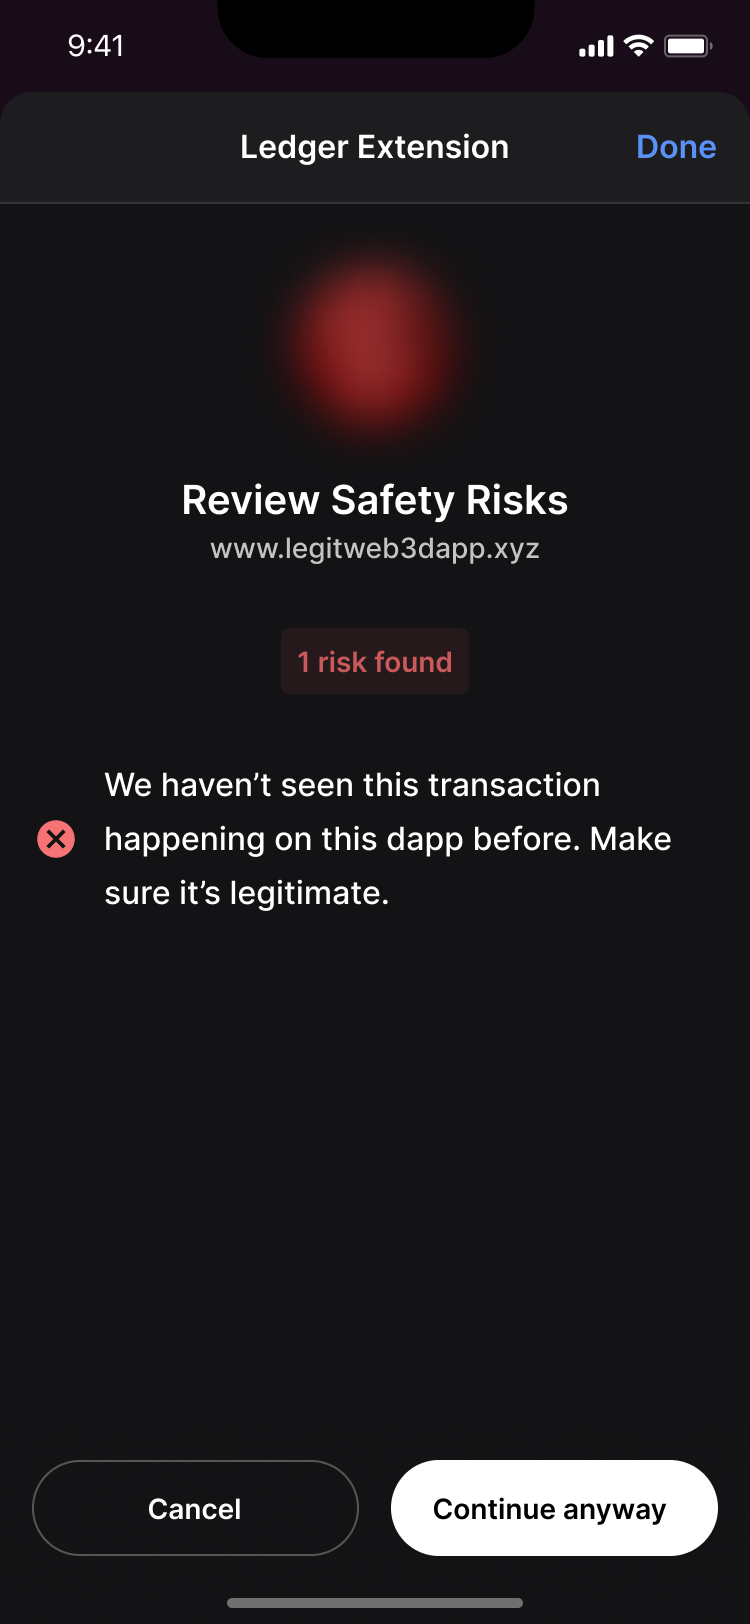 9:41
Ledger Extension
Done
Review Safety Risks
www.legitweb3dapp.xyz
1 risk found
We haven’t seen this transaction
happening on this dapp before. Make
sure it’s legitimate.
Cancel
Continue anyway